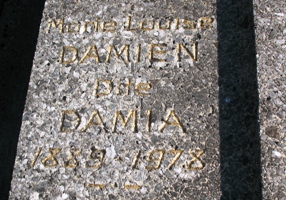 Marie Louise
DAMIEN
Dite
DAMIA
1889-1978